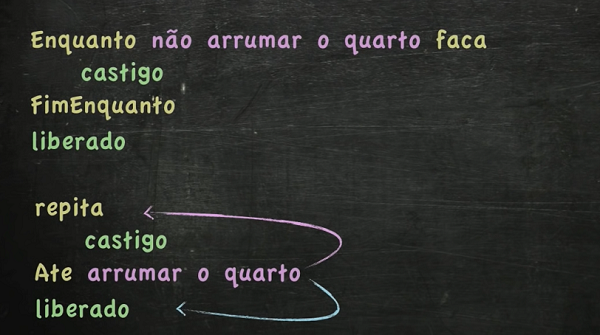 Enquanto não arrumar o quarto faca
castigo
FimEnquanto
liberado
repita
castigo
Ate arrumar o quarto
liberado